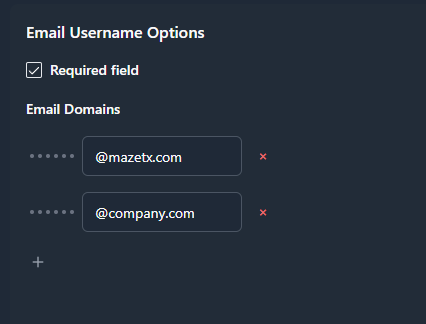 Email Username Options
Required field
Email Domains
@mazetx.com
@company.com